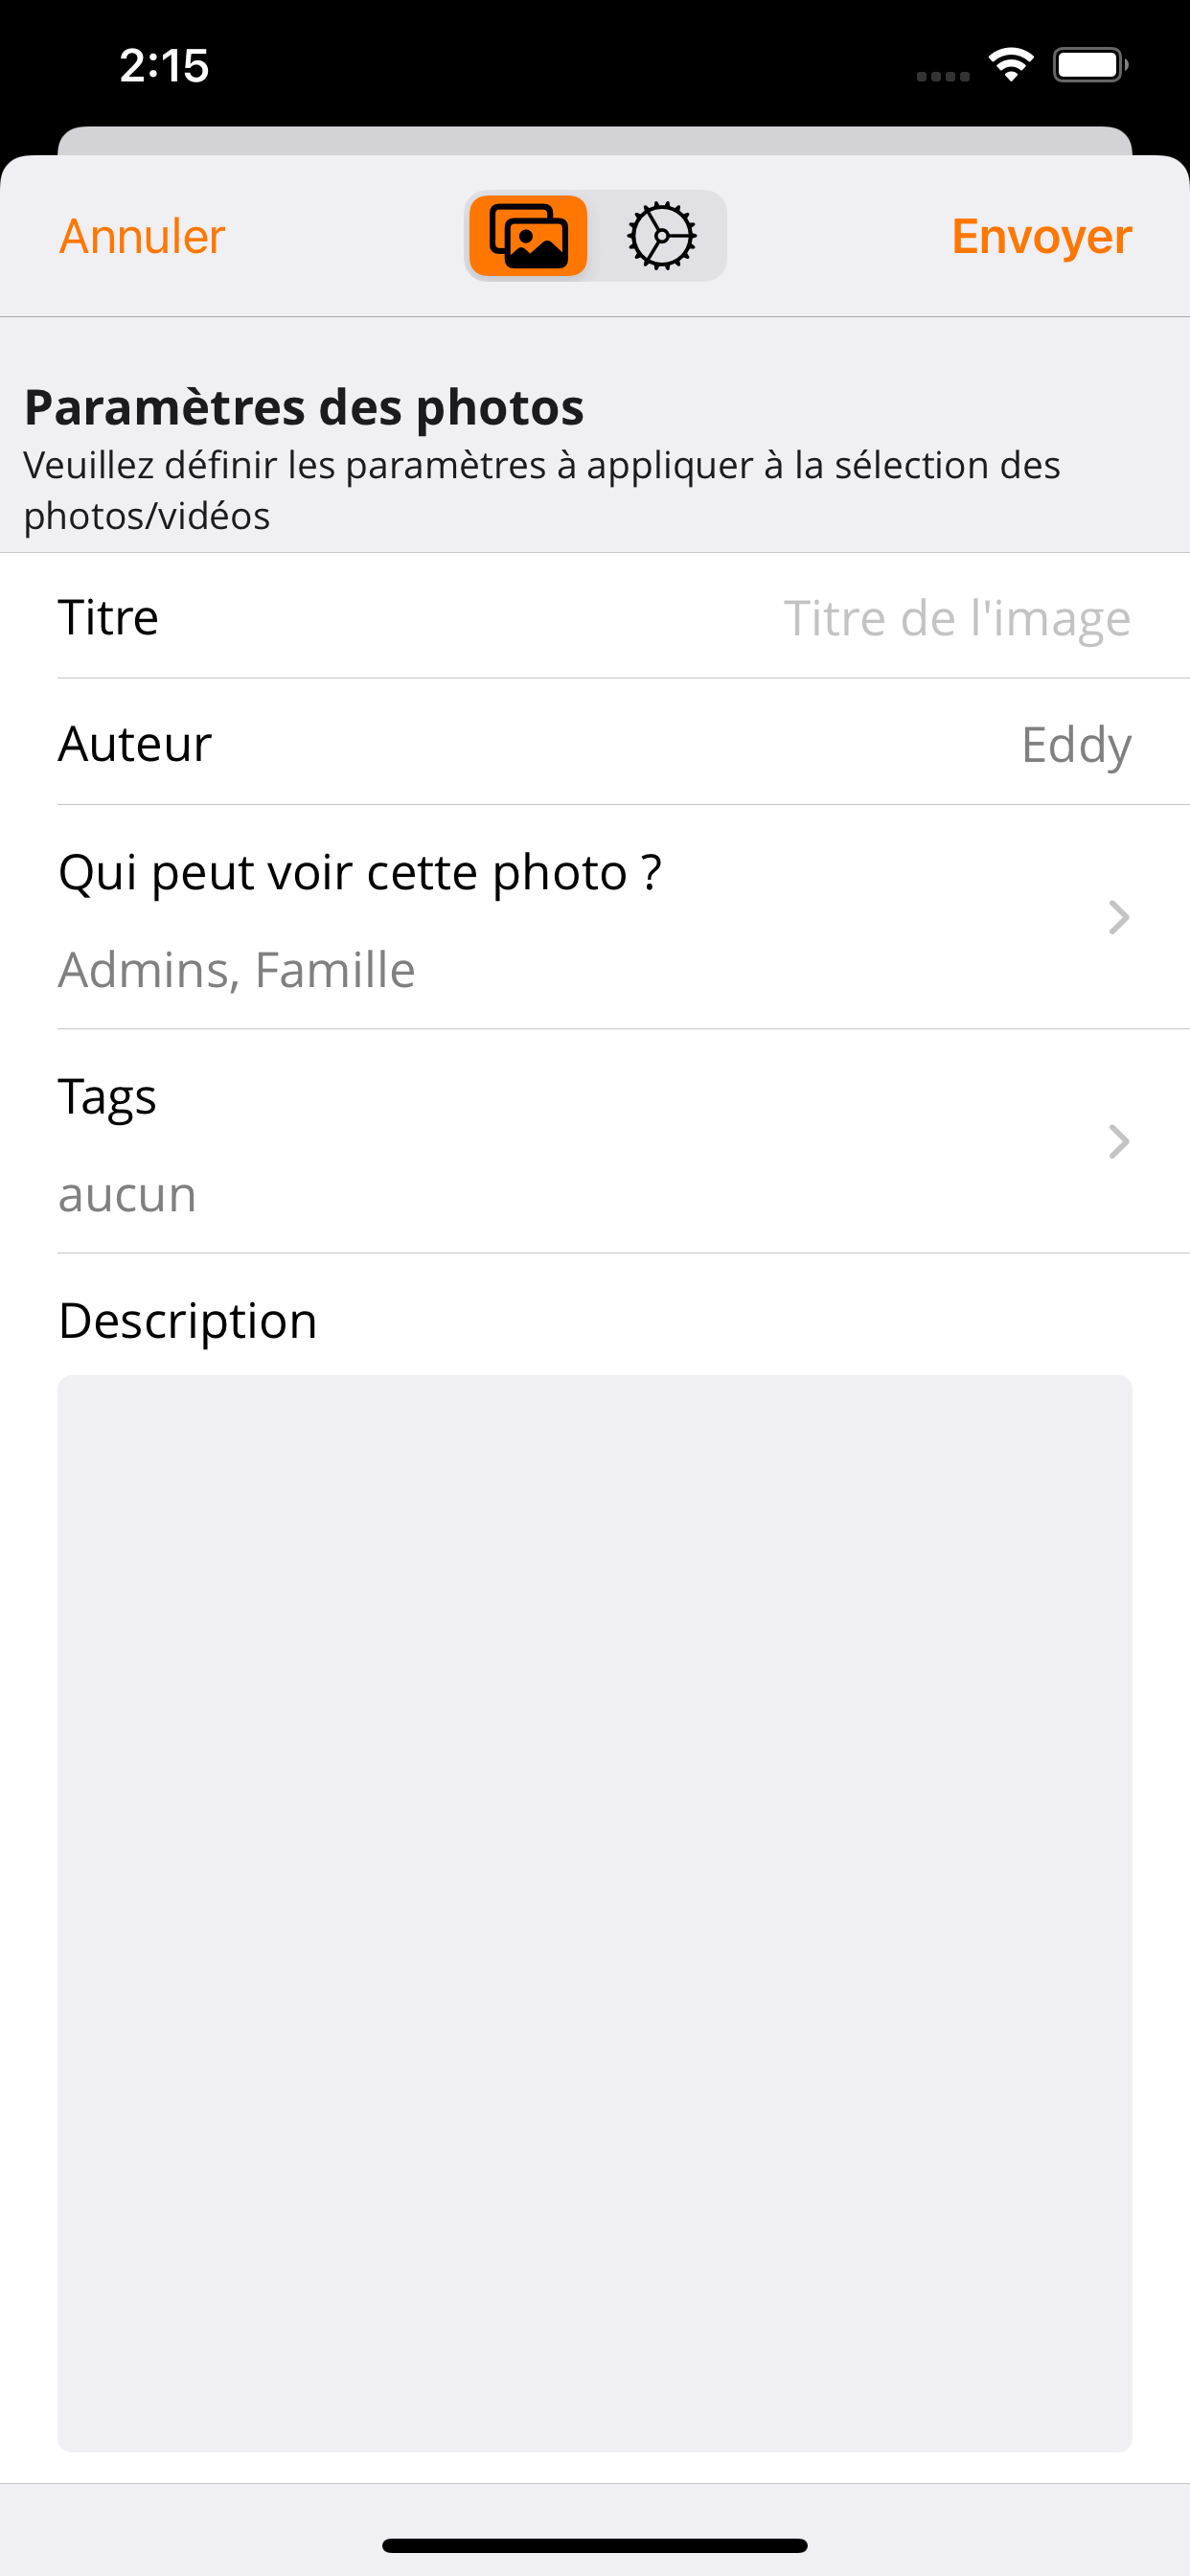 2:15
Annuler
Envoyer
Paramètres des photos
Veuillez définir les paramètres à appliquer à la sélection des
photos/vidéos
Titre
Titre de l'image
Auteur
Eddy
Qui peut voir cette photo ?
Admins, Famille
Tags
aucun
Description